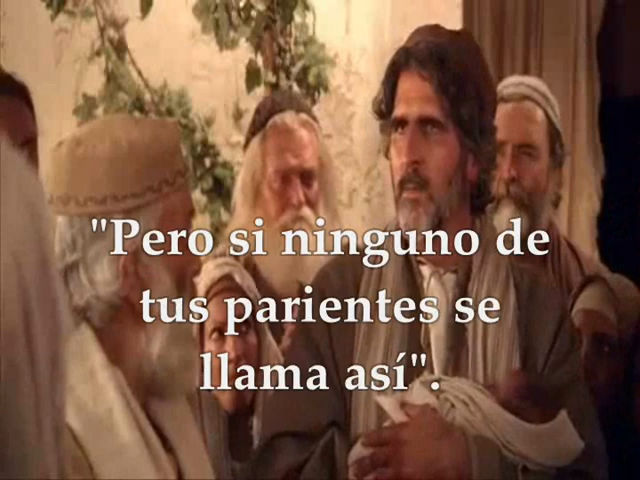 "Pero si ninguno de
tus parientes se
llama así".